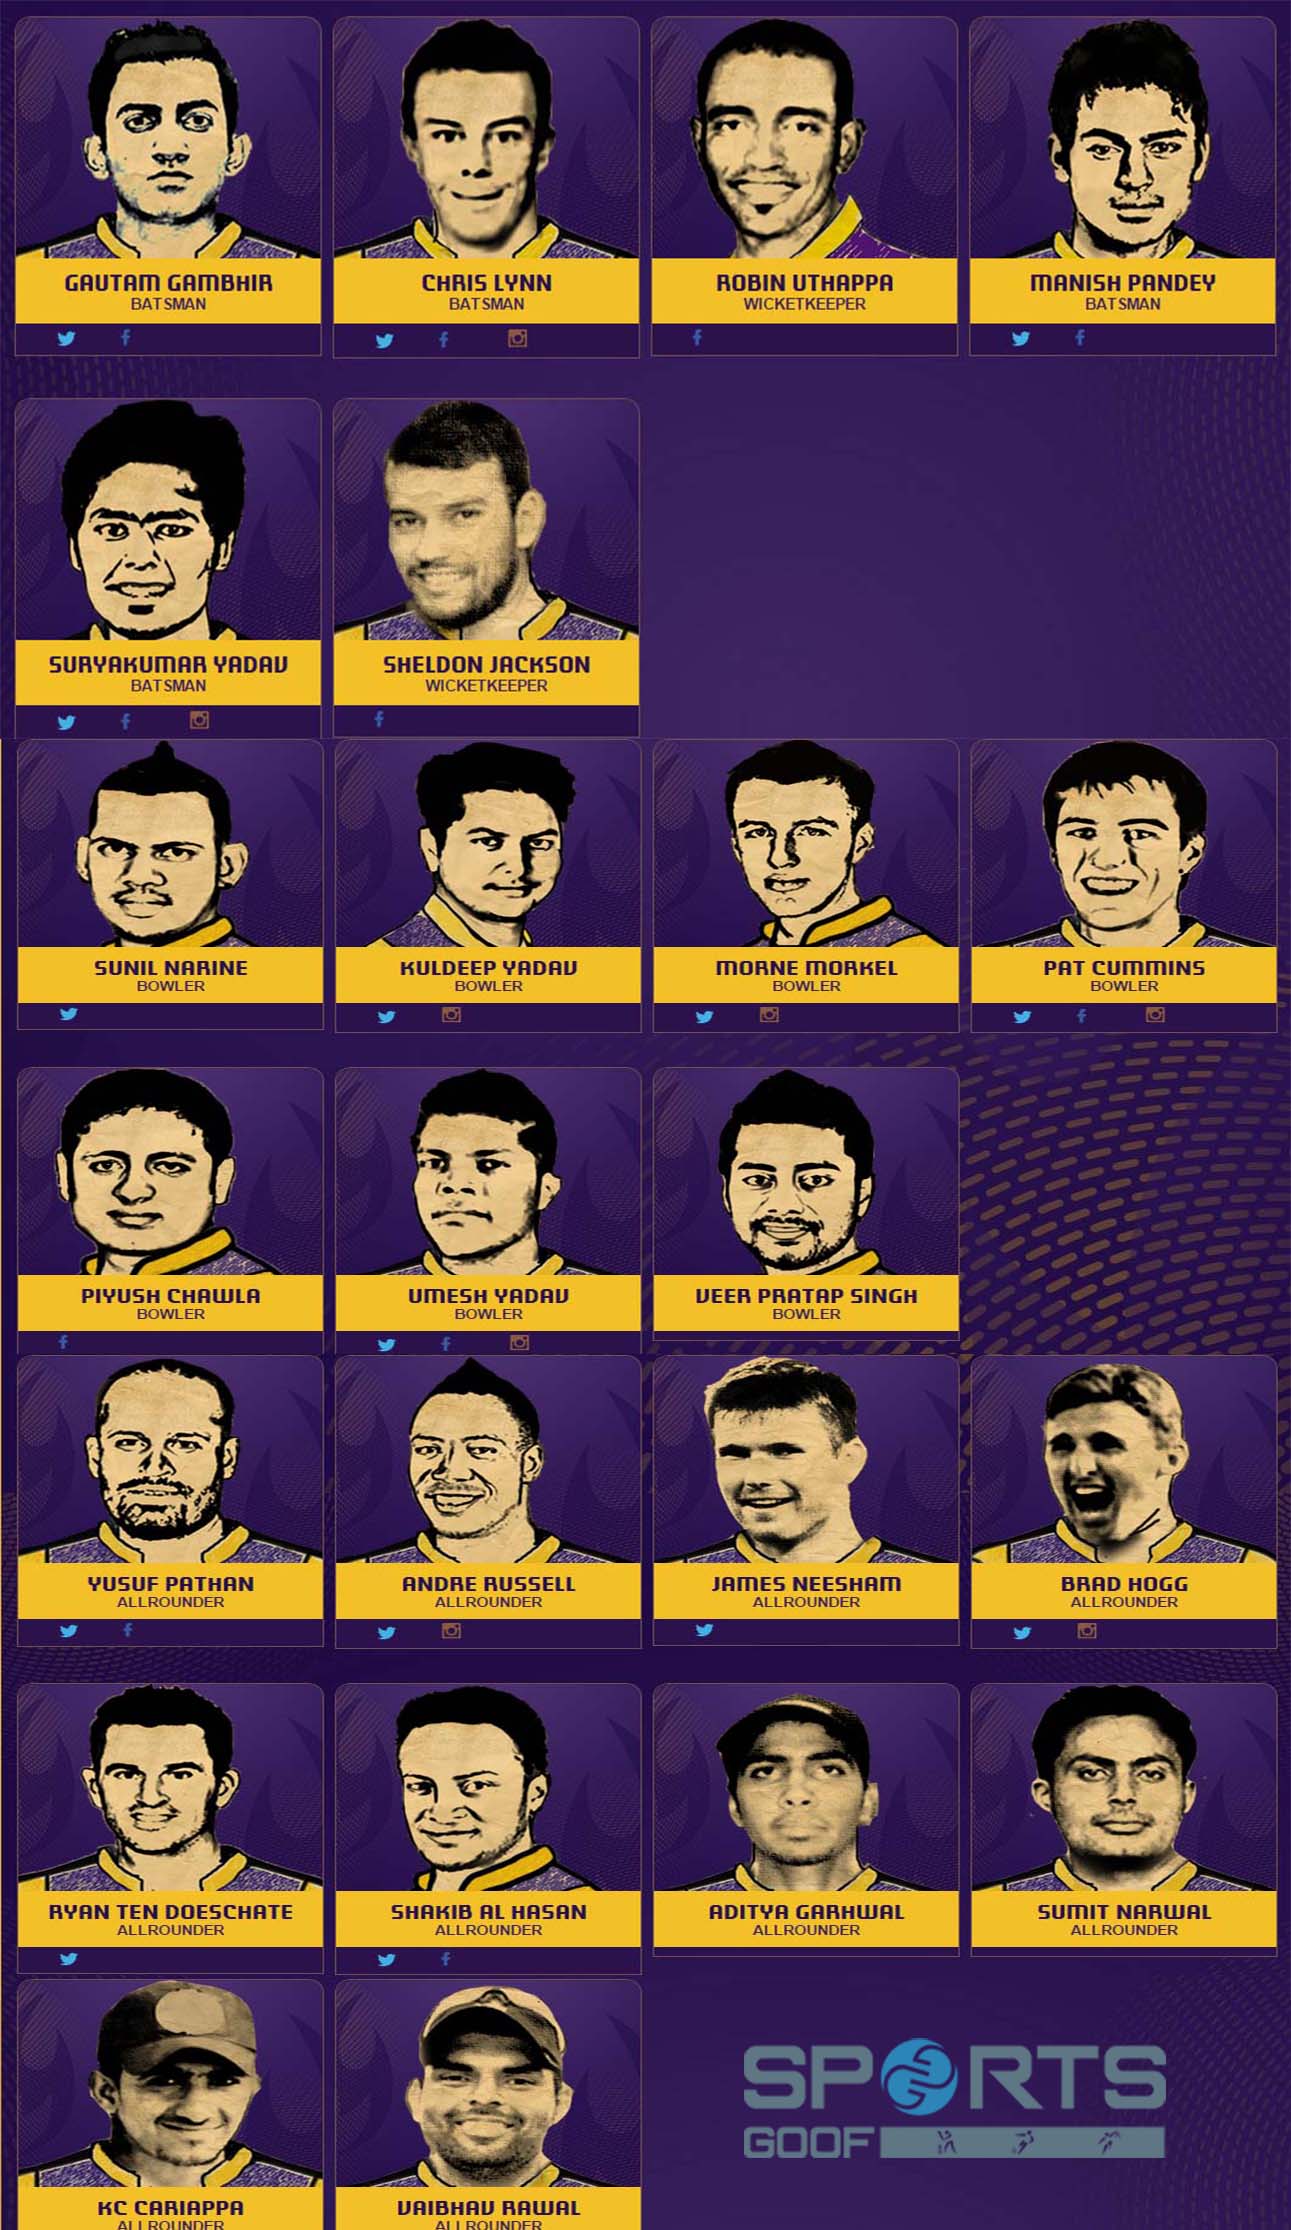 GAUTAM GAMBHIR
BATSMAN
CHRIS LYNN
BATSMAN
ROBIN UTHAPPA
WICKETKEEPER
MANISH PANDEY
BATSMAN
SURYAKUMAR YADAV
BATSMAN
SHELDON JACKSON
WICKETKEEPER
SUNIL NARINE
BOWLER
KULDEEP YADAV
BOWLER
MORNE MORKEL
BOWLER
PAT CUMMINS
BOWLER
PIYUSH CHAWLA
BOWLER
UMESH YADAV
BOWLER
VEER PRATAP SINGH
BOWLER
YUSUF PATHAN
ALLROUNDER
ANDRE RUSSELL
ALLROUNDER
JAMES NEESHAM
ALLROUNDER
BRAD HOGG
ALLROUNDER
RYAN TEN DOESCHATE
ALLROUNDER
SHAKIB AL HASAN
ALLROUNDER
ADITYA GARHWAL
ALLROUNDER
SUMIT NARWAL
ALLROUNDER
KC CARIAPPA
ALLROUNDER
VAIBHAV RAWAL
ALLROUNDER
SPORTS
GOOF